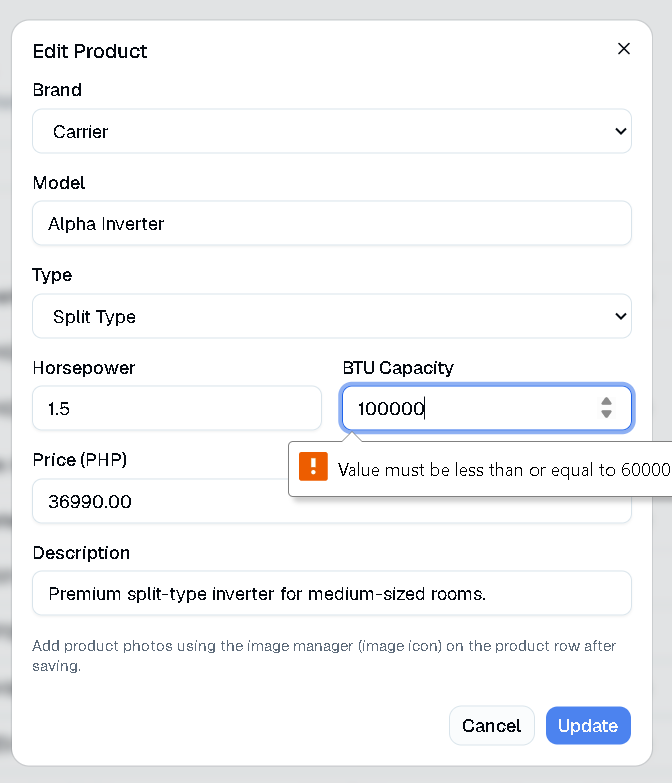 Edit Product
Brand
Carrier
Model
Alpha Inverter
Type
Split Type
Horsepower
BTU Capacity
1.5
100000
Value must be less than or equal to 60000
Price (PHP)
36990.00
Description
Premium split-type inverter for medium-sized rooms.
Add product photos using the image manager (image icon) on the product row after
saving.
Cancel
Update